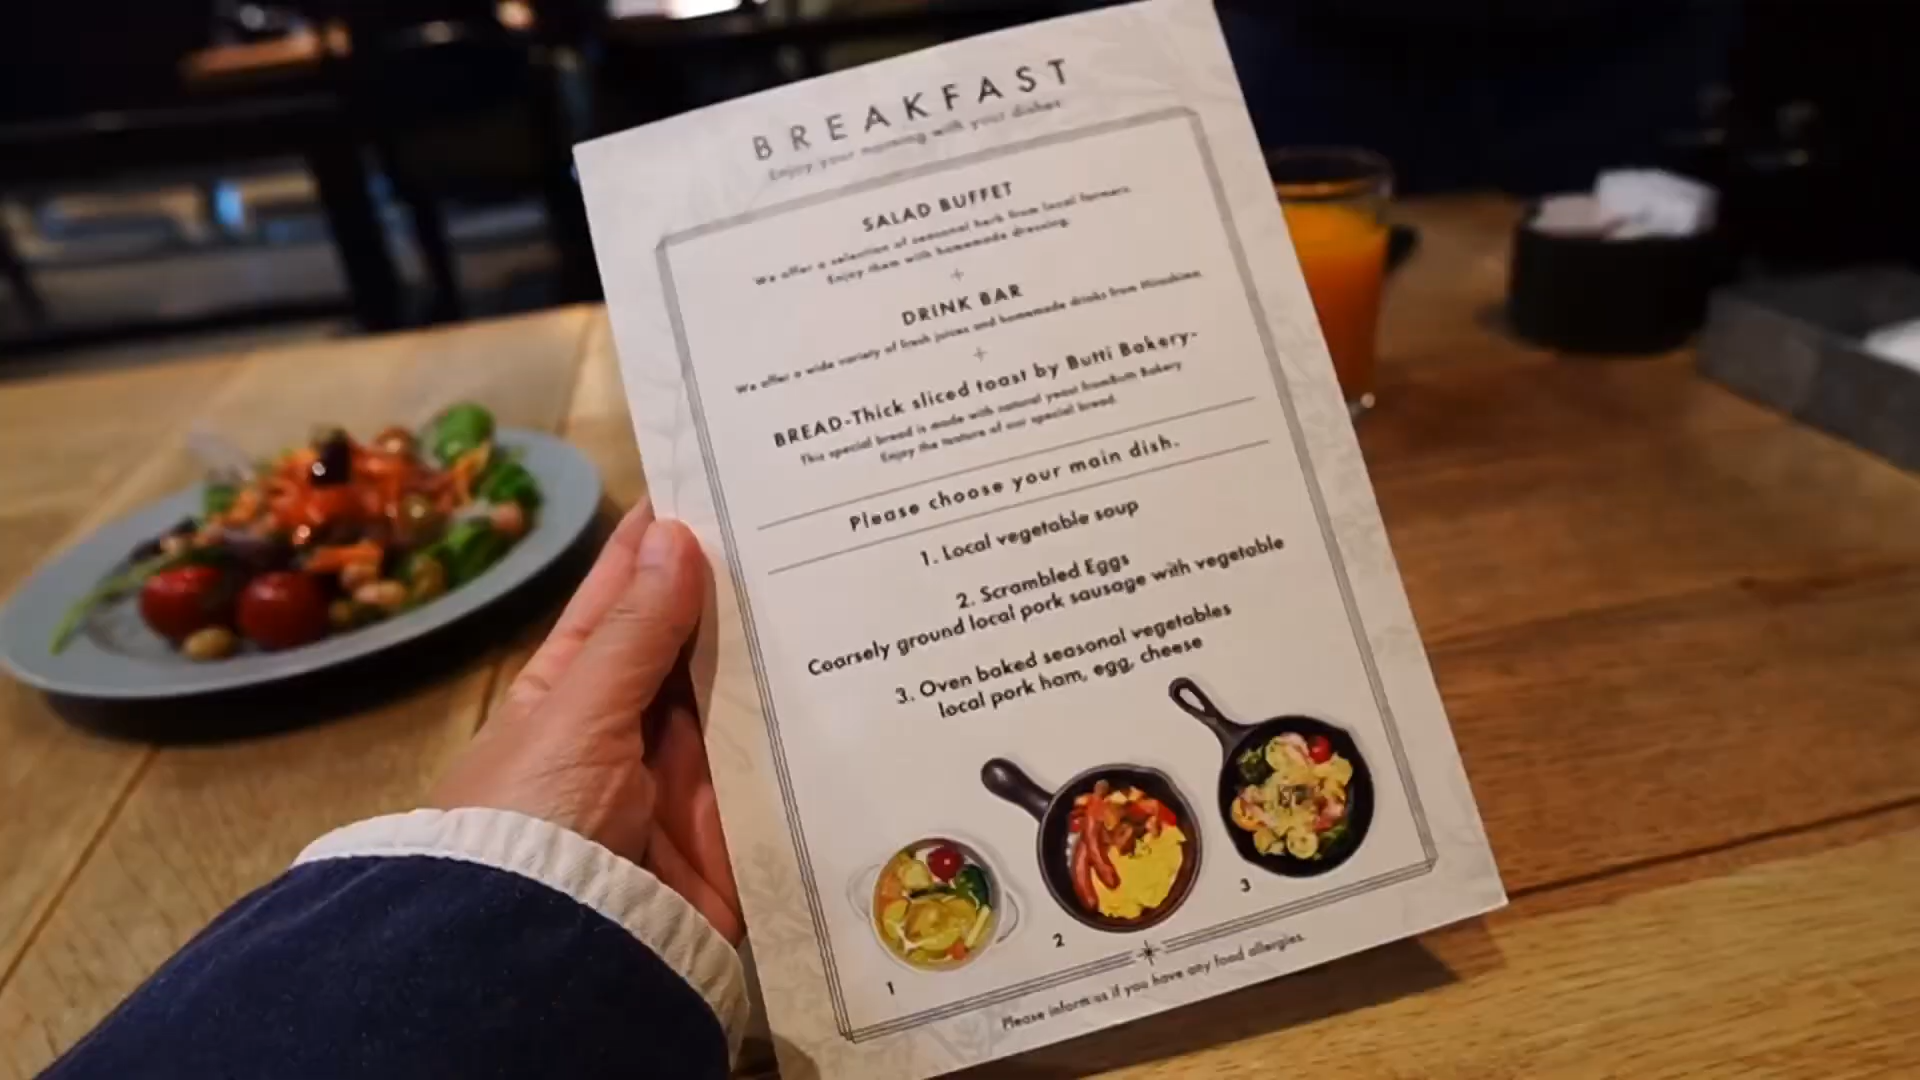 BREAKFAST
Enjoy your morning with your dishes
SALAD BUFFET
We offer a selection of seasonal herb from local farmers.
Enjoy them with homemade dressing.
+
DRINK BAR
We offer a wide variety of fresh juices and homemade drinks from Hiroshima
+
BREAD-Thick sliced toast by Butti Bakery-
This special bread is made with natural yeast fromButti Bakery
Enjoy the texture of our special bread.
Please choose your main dish.
1. Local vegetable soup
2. Scrambled Eggs
Coarsely ground local pork sausage with vegetable
3. Oven baked seasonal vegetables
local pork ham, egg, cheese
1
2
3
Please inform us if you have any food allergies.